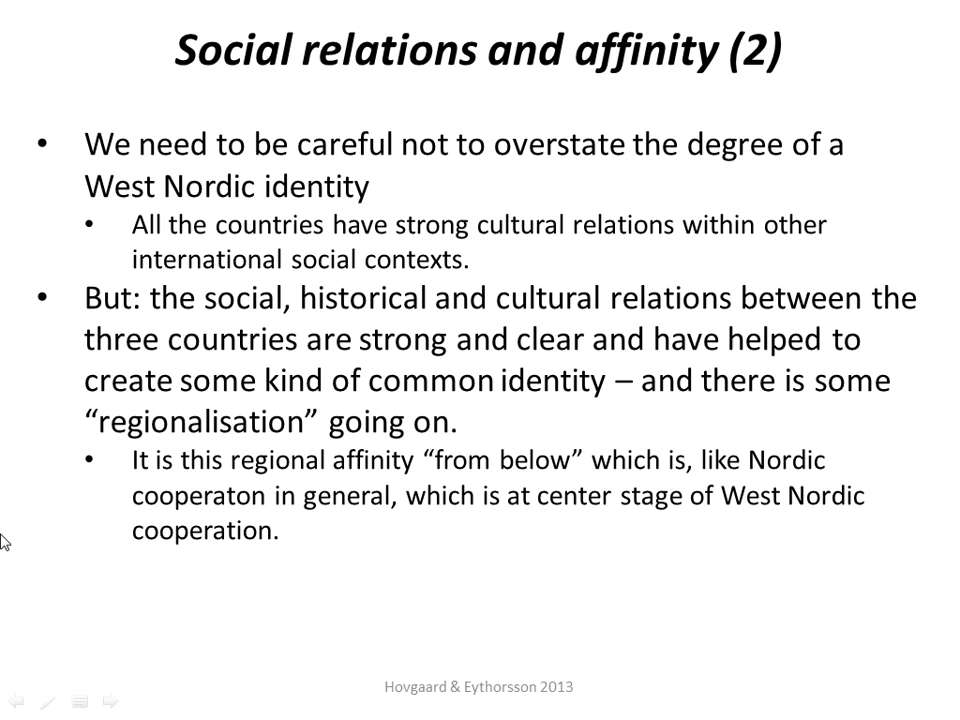 Social relations and affinity (2)
• We need to be careful not to overstate the degree of a
West Nordic identity
• All the countries have strong cultural relations within other
international social contexts.
• But: the social, historical and cultural relations between the
three countries are strong and clear and have helped to
create some kind of common identity – and there is some
“regionalisation” going on.
• It is this regional affinity “from below” which is, like Nordic
cooperaton in general, which is at center stage of West Nordic
cooperation.
Hovgaard & Eythorsson 2013